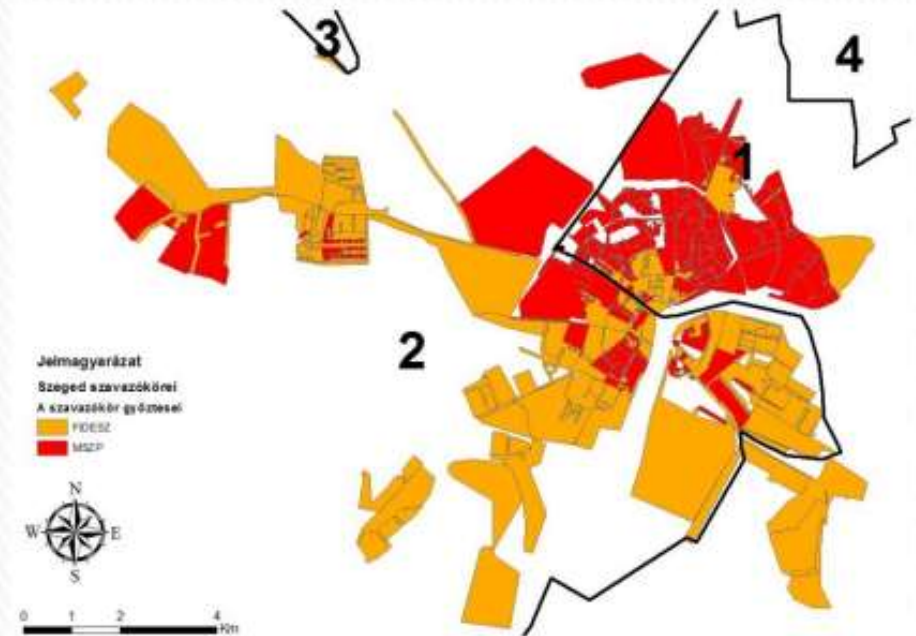 3
4
1
2
Jelmagyarázat
Szeged szavazókörei
A szavazókör győztesei
FIDESZ
MSZP
N
W E
S
0 1 2 4
Km